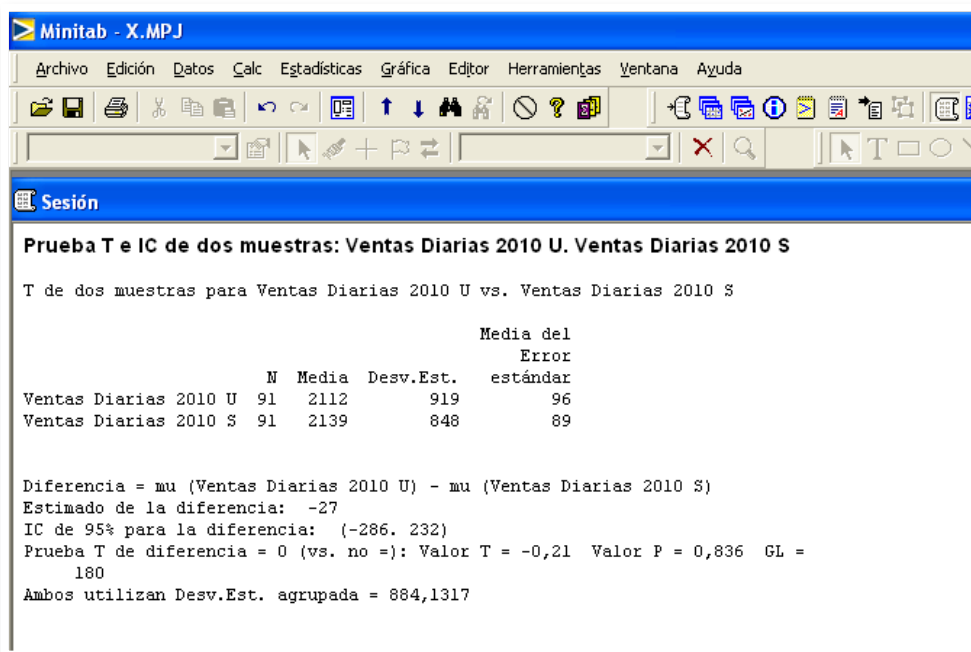 Minitab - X.MPJ
Archivo Edición Datos Calc Estadísticas Gráfica Editor Herramientas Ventana Ayuda
Sesión
Prueba T e IC de dos muestras: Ventas Diarias 2010 U. Ventas Diarias 2010 S
T de dos muestras para Ventas Diarias 2010 U vs. Ventas Diarias 2010 S
Media del
Error
N Media Desv.Est. estándar
Ventas Diarias 2010 U 91 2112 919 96
Ventas Diarias 2010 S 91 2139 848 89
Diferencia = mu (Ventas Diarias 2010 U) - mu (Ventas Diarias 2010 S)
Estimado de la diferencia: -27
IC de 95% para la diferencia: (-286. 232)
Prueba T de diferencia = 0 (vs. no =): Valor T = -0,21 Valor P = 0,836 GL =
180
Ambos utilizan Desv.Est. agrupada = 884,1317